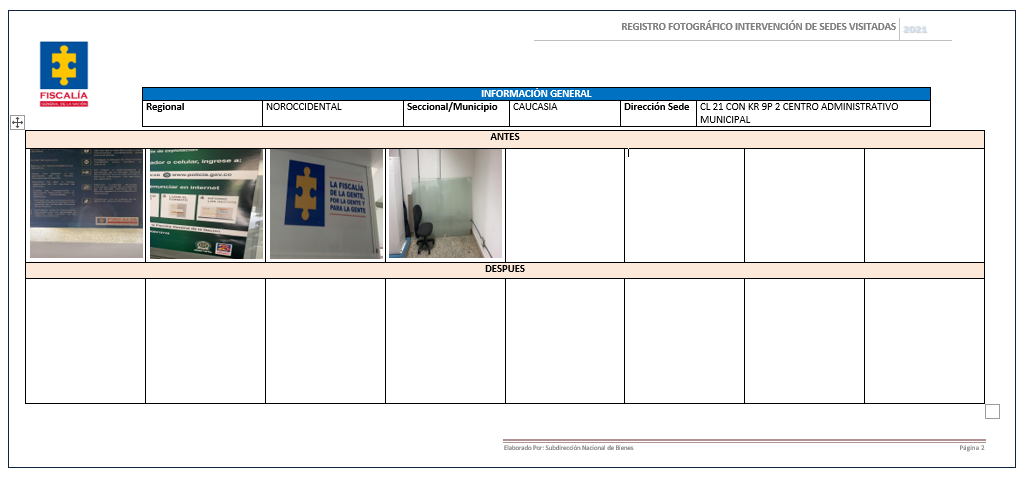 REGISTRO FOTOGRÁFICO INTERVENCIÓN DE SEDES VISITADAS 2021
FISCALÍA
GENERAL DE LA NACIÓN
INFORMACIÓN GENERAL
Regional NOROCCIDENTAL Seccional/Municipio CAUCASIA Dirección Sede CL 21 CON KR 9P 2 CENTRO ADMINISTRATIVO
MUNICIPAL
ANTES
ador o celular, ingrese a:
www.policia.gov.co
enunciar en internet
FISCALÍA
LA FISCALÍA
DE LA GENTE,
POR LA GENTE Y
PARA LA GENTE
DESPUES
Elaborado Por: Subdirección Nacional de Bienes Página 2